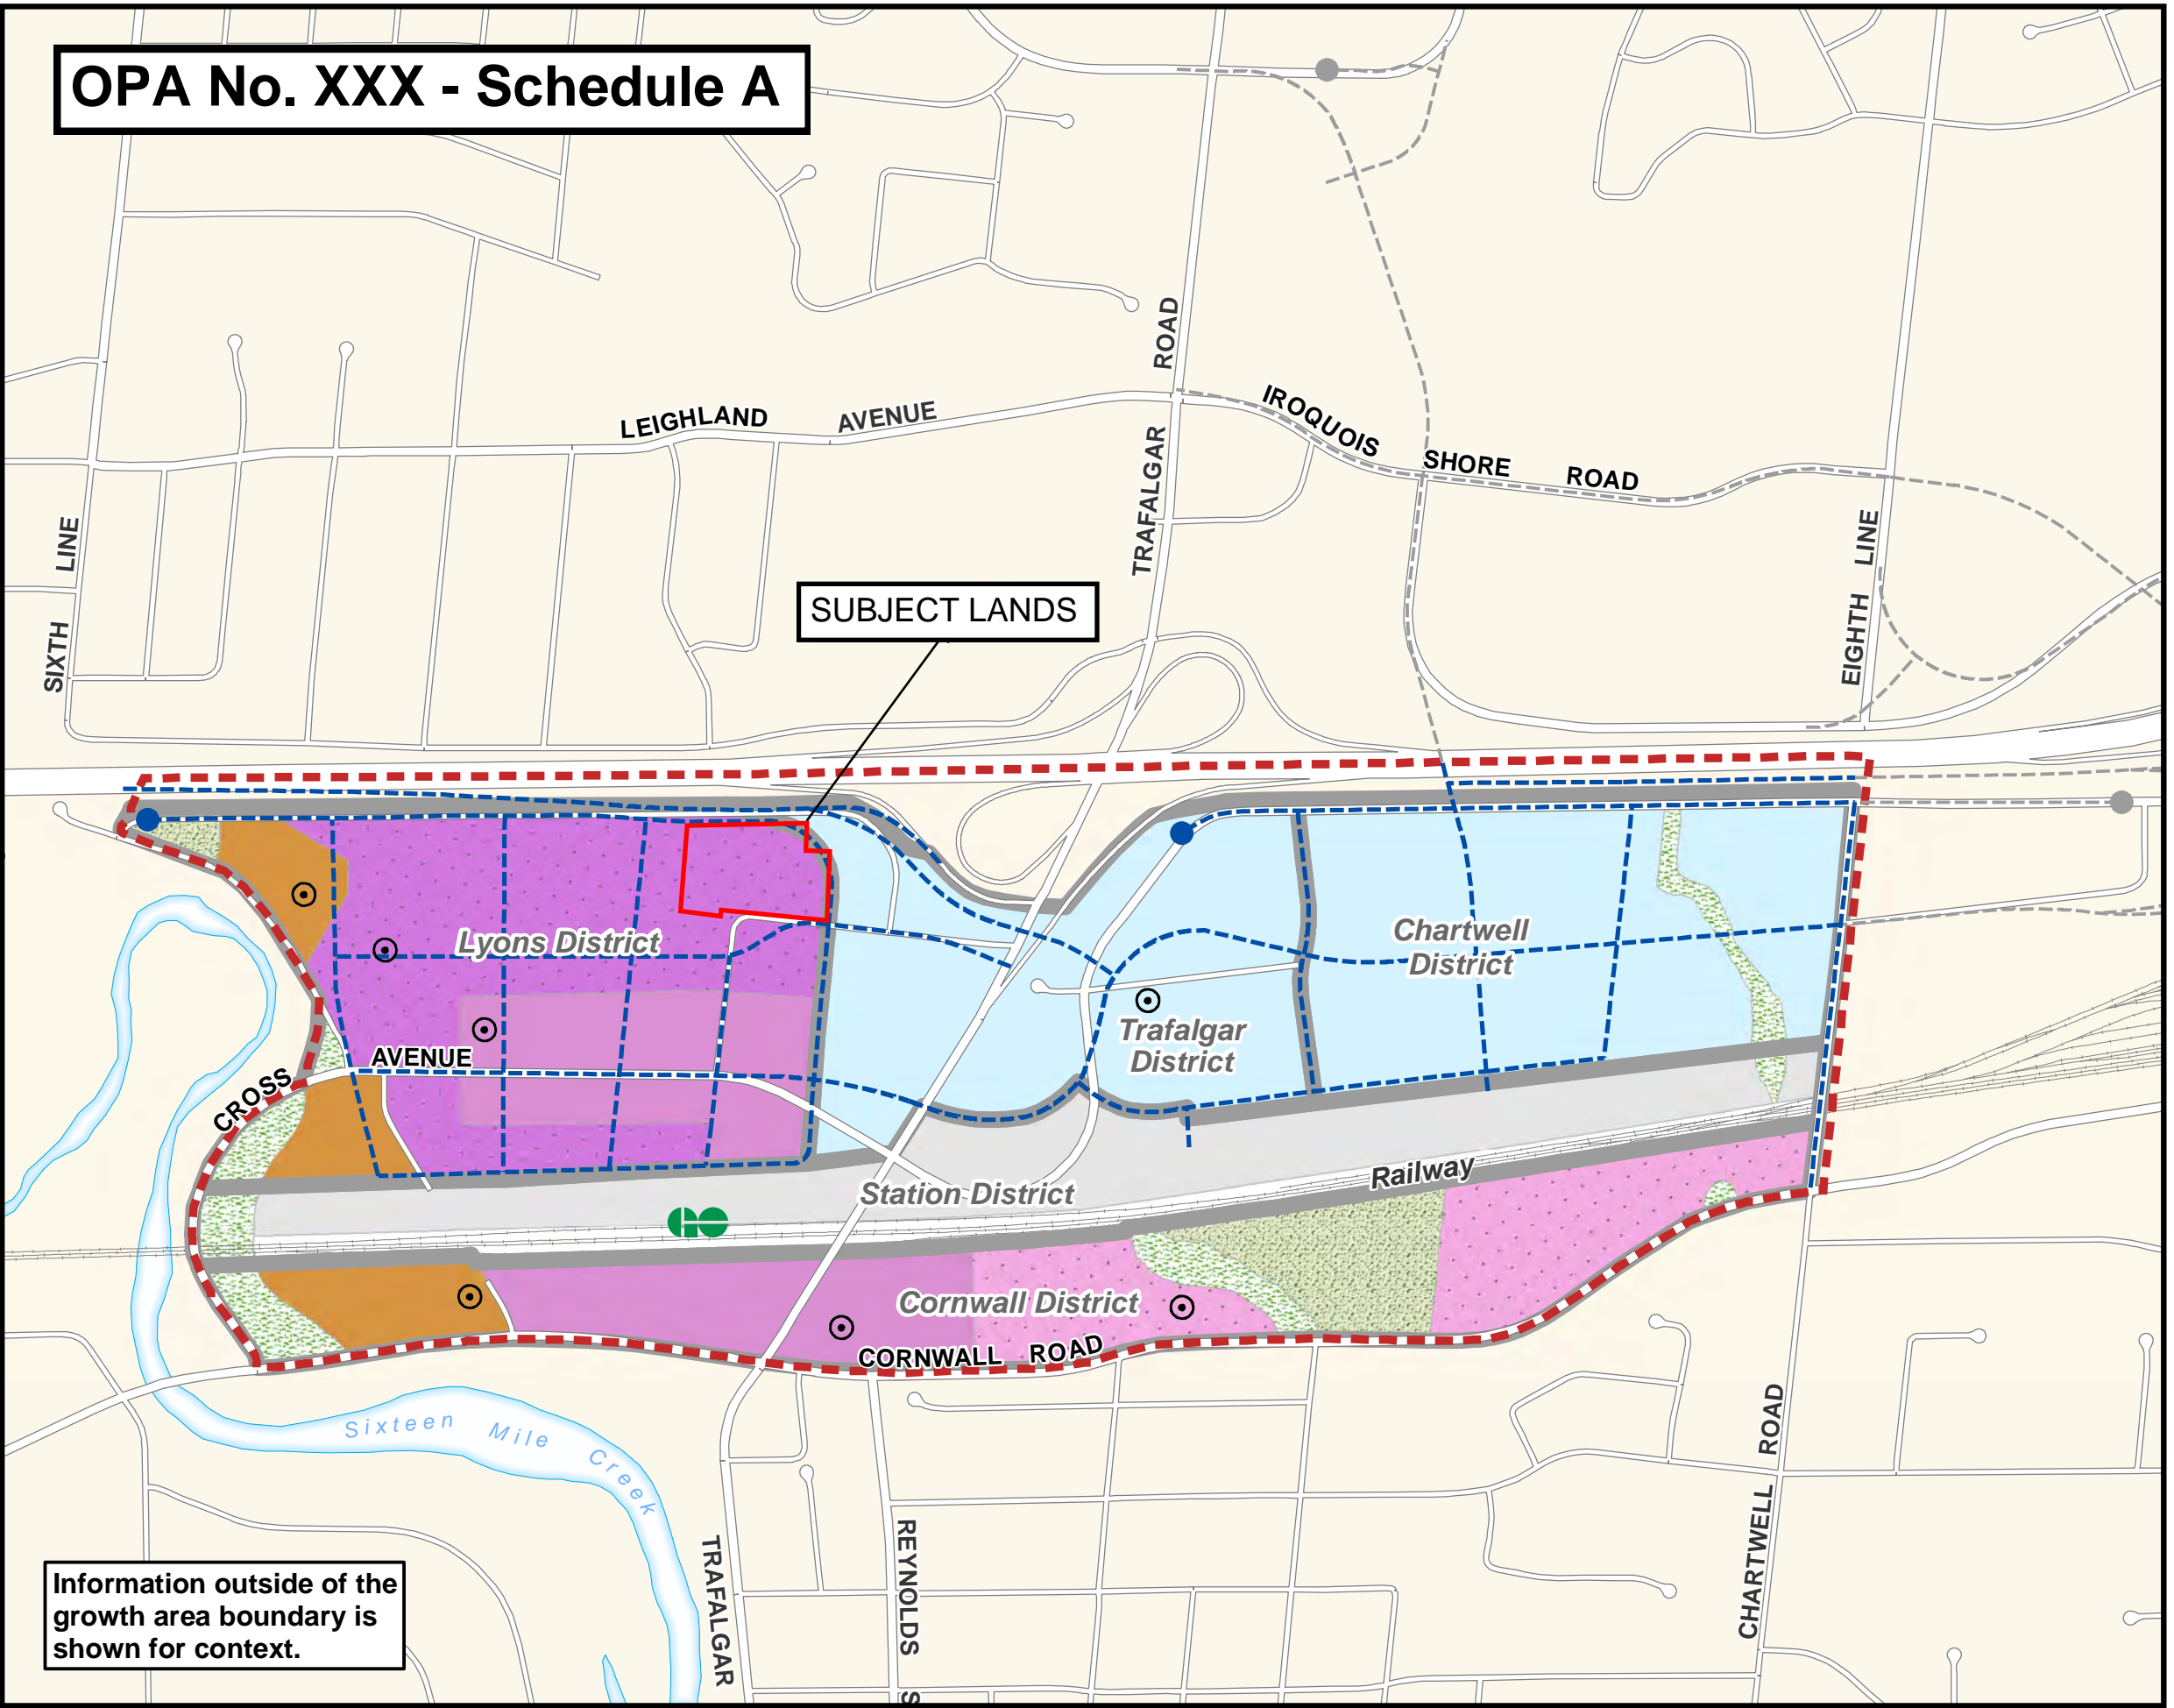 OPA No. XXX - Schedule A
ROAD
LEIGHLAND AVENUE
IROQUOIS SHORE ROAD
TRAFALGAR
SIXTH LINE
EIGHTH LINE
SUBJECT LANDS
Lyons District
Chartwell
District
Trafalgar
District
CROSS AVENUE
Station District
Railway
Cornwall District
CORNWALL ROAD
Sixteen Mile Creek
CHARTWELL ROAD
TRAFALGAR
REYNOLDS S
Information outside of the
growth area boundary is
shown for context.